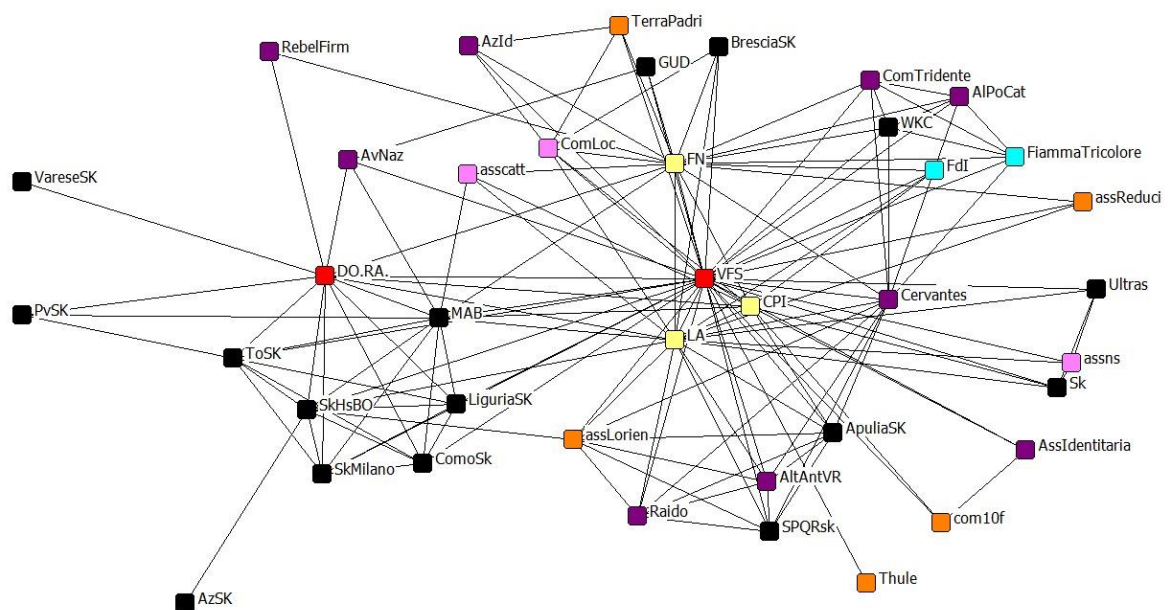 TerraPadri
AzId
RebelFirm
BresciaSK
GUD
ComTridente
AlPoCat
WKC
ComLoc
AvNaz
FN
FiammaTricolore
FdI
asscatt
VareseSK
assReduci
DO.RA.
VFS
Ultras
CPI
Cervantes
PvSK
MAB
LA
ToSK
assns
Sk
LiguriaSK
SkHsBO
ApuliaSK
assLorien
AssIdentitaria
ComoSk
SkMilano
AltAntVR
Raido
com10f
SPQRsk
Thule
AzSK